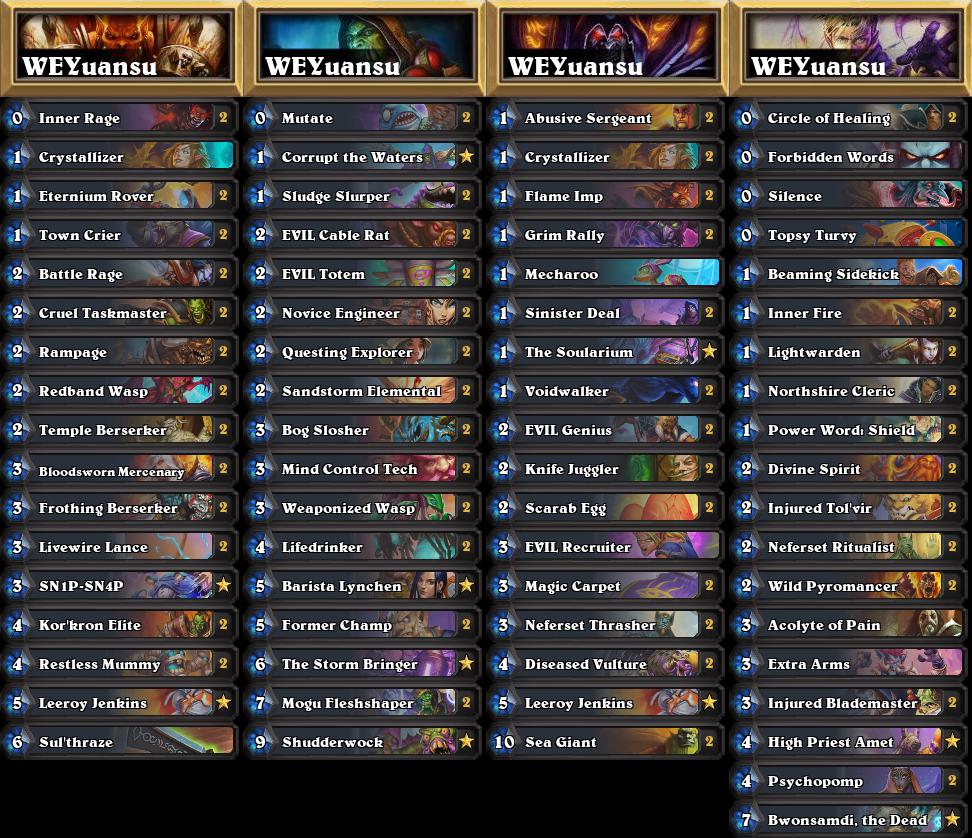 WEYuansu
0 Inner Rage 2
1 Crystallizer
1 Eternium Rover 2
1 Town Crier 2
2 Battle Rage 2
2 Cruel Taskmaster 2
2 Rampage 2
2 Redband Wasp 2
2 Temple Berserker 2
3 Bloodsworn Mercenary 2
3 Frothing Berserker 2
3 Livewire Lance 2
3 SN1P-SN4P
4 Kor'kron Elite 2
4 Restless Mummy 2
5 Leeroy Jenkins
6 Sul'thraze
WEYuansu
0 Mutate 2
1 Corrupt the Waters
1 Sludge Slurper 2
2 EVIL Cable Rat 2
2 EVIL Totem 2
2 Novice Engineer 2
2 Questing Explorer 2
2 Sandstorm Elemental 2
3 Bog Slosher 2
3 Mind Control Tech 2
3 Weaponized Wasp 2
4 Lifedrinker 2
5 Barista Lynchen
5 Former Champ 2
6 The Storm Bringer
7 Mogu Fleshshaper 2
9 Shudderwock
WEYuansu
1 Abusive Sergeant 2
1 Crystallizer 2
1 Flame Imp 2
1 Grim Rally 2
1 Mecharoo
1 Sinister Deal 2
1 The Soularium
1 Voidwalker 2
2 EVIL Genius 2
2 Knife Juggler 2
2 Scarab Egg 2
3 EVIL Recruiter
3 Magic Carpet 2
3 Neferset Thrasher 2
4 Diseased Vulture 2
5 Leeroy Jenkins
10 Sea Giant 2
WEYuansu
0 Circle of Healing 2
0 Forbidden Words
0 Silence
0 Topsy Turvy 2
1 Beaming Sidekick
1 Inner Fire 2
1 Lightwarden 2
1 Northshire Cleric 2
1 Power Word: Shield 2
2 Divine Spirit 2
2 Injured Tol'vir 2
2 Neferset Ritualist 2
2 Wild Pyromancer 2
3 Acolyte of Pain
3 Extra Arms
3 Injured Blademaster 2
4 High Priest Amet
4 Psychopomp 2
7 Bwonsamdi, the Dead